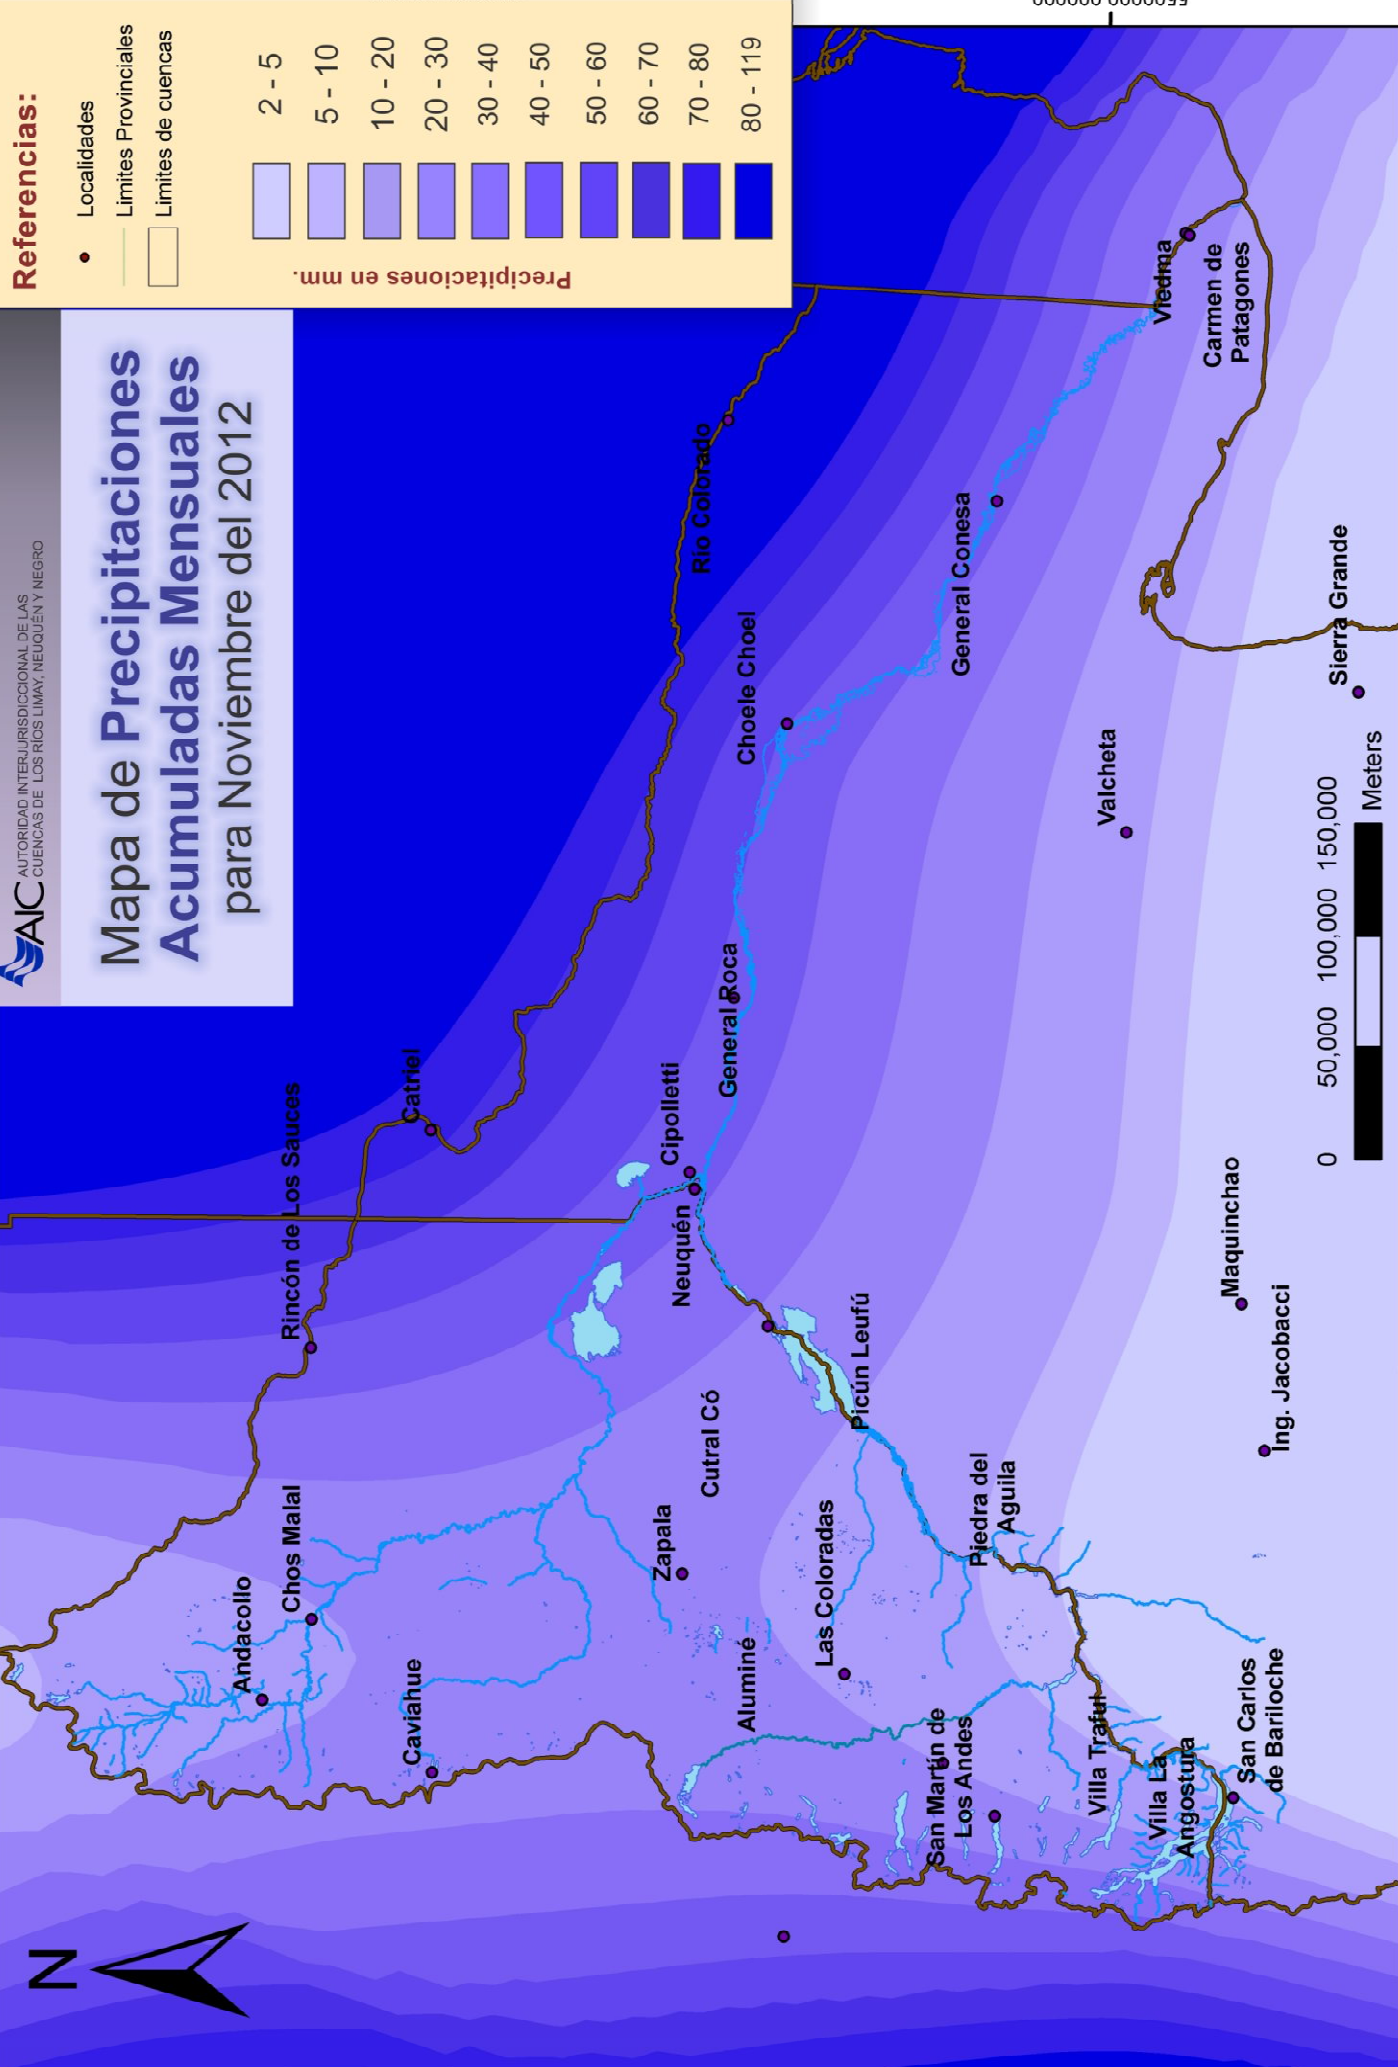 AIC
AUTORIDAD INTERJURISDICCIONAL DE LAS
CUENCAS DE LOS RÍOS LIMAY, NEUQUÉN Y NEGRO
Mapa de Precipitaciones
Acumuladas Mensuales
para Noviembre del 2012
Referencias:
Localidades
Limites Provinciales
Limites de cuencas
Precipitaciones en mm.
2 - 5
5 - 10
10 - 20
20 - 30
30 - 40
40 - 50
50 - 60
60 - 70
70 - 80
80 - 119
N
Rincón de Los Sauces
Catriel
Andacollo
Chos Malal
Caviahue
Cipolletti
Neuquén
General Roca
Río Colorado
Choele Choel
Zapala
Cutral Có
Aluminé
Las Coloradas
Picún Leufú
Piedra del
Aguila
San Martín de
Los Andes
General Conesa
Viedma
Carmen de
Patagones
Valcheta
Villa Traful
Villa La
Angostura
San Carlos
de Bariloche
Maquinchao
Ing. Jacobacci
Sierra Grande
0 50,000 100,000 150,000
Meters